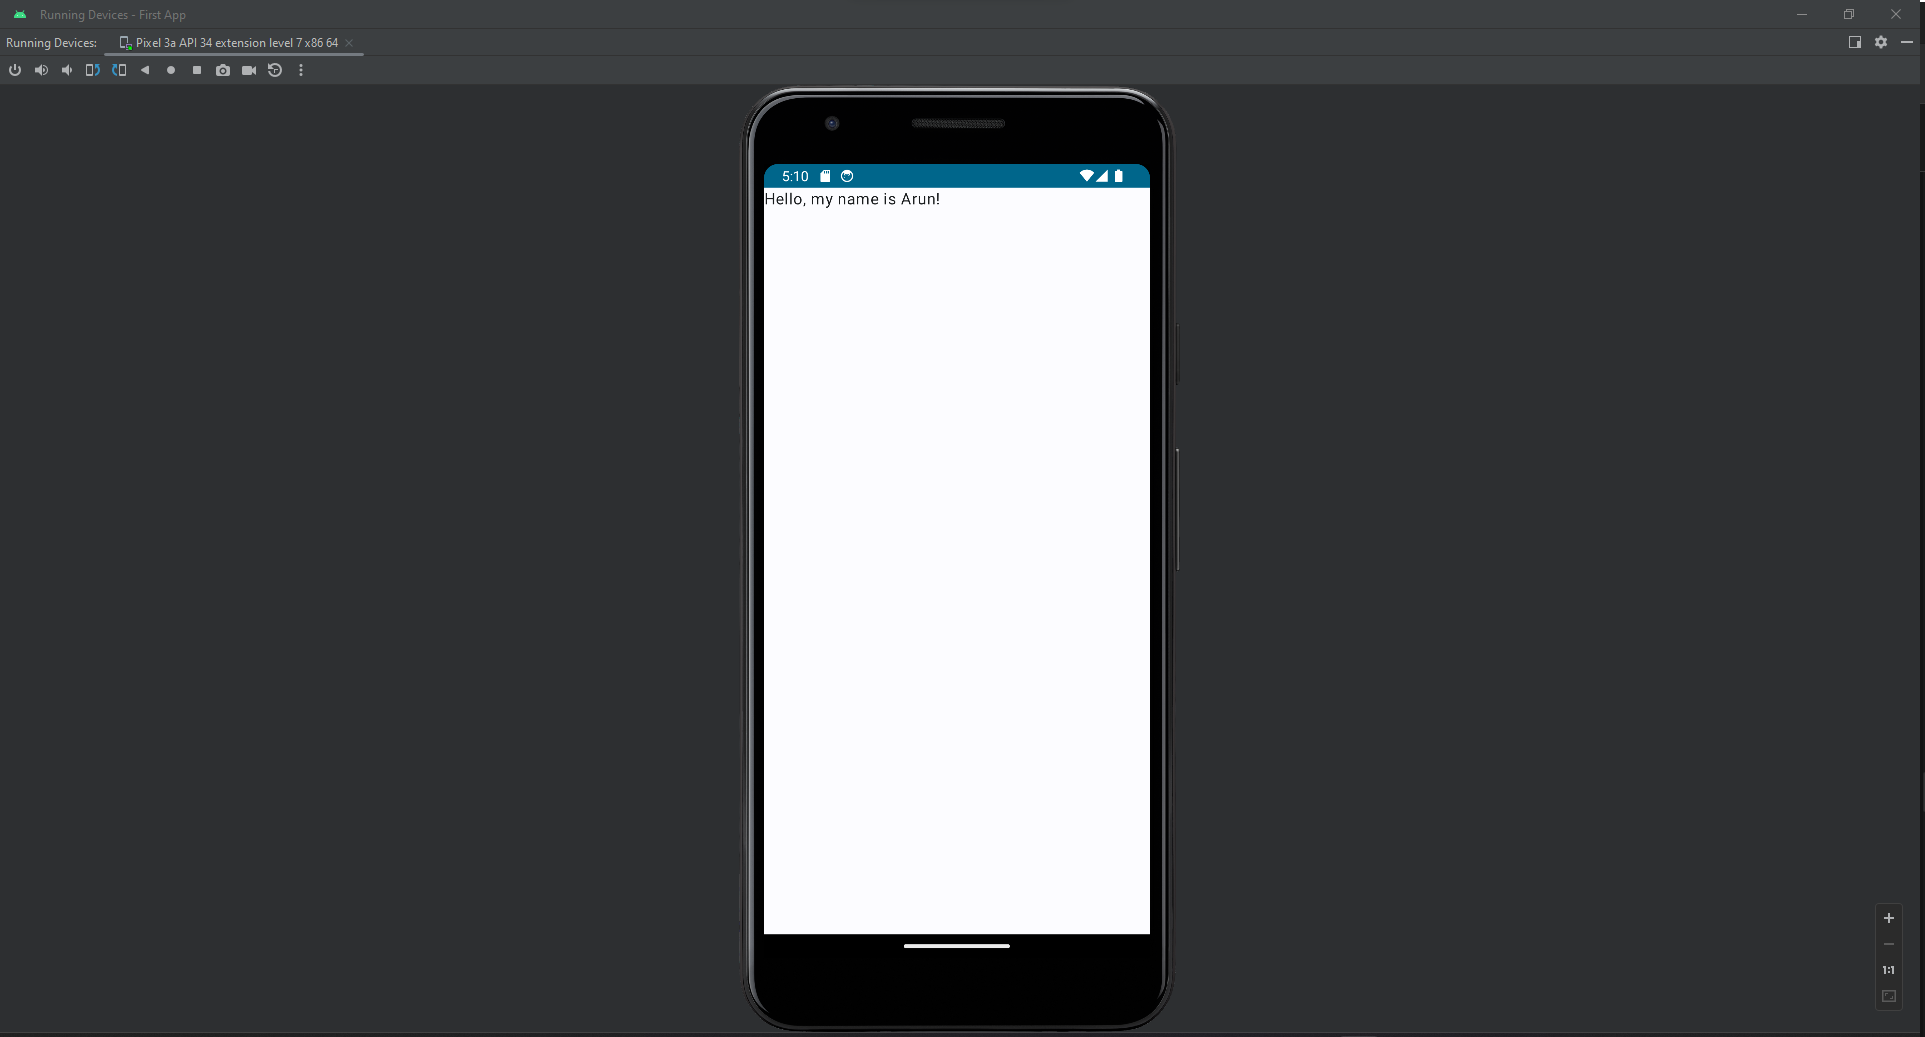 Running Devices - First App
Running Devices: Pixel 3a API 34 extension level 7 x86 64
5:10
Hello, my name is Arun!
1:1